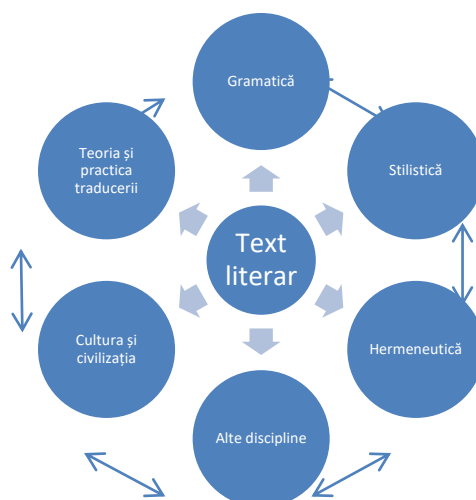 Gramatică
Teoria și
practica
traducerii
Stilistică
Text
literar
Cultura și
civilizația
Hermeneutică
Alte discipline